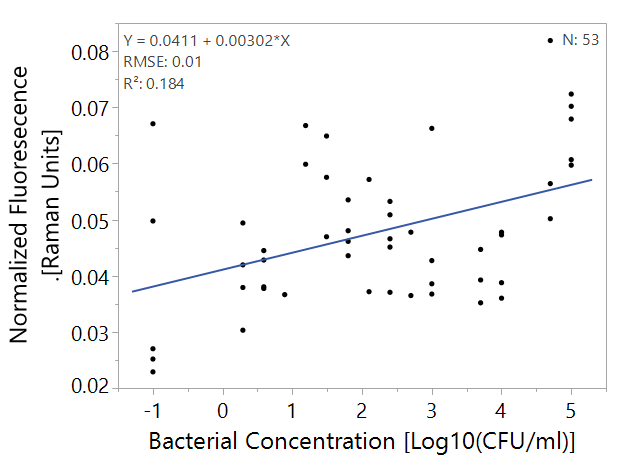 Y = 0.0411 + 0.00302*X
RMSE: 0.01
R²: 0.184
N: 53
0.08
0.07
0.06
0.05
0.04
0.03
0.02
Normalized Fluoresecence
.[Raman Units]
-1 0 1 2 3 4 5
Bacterial Concentration [Log10(CFU/ml)]